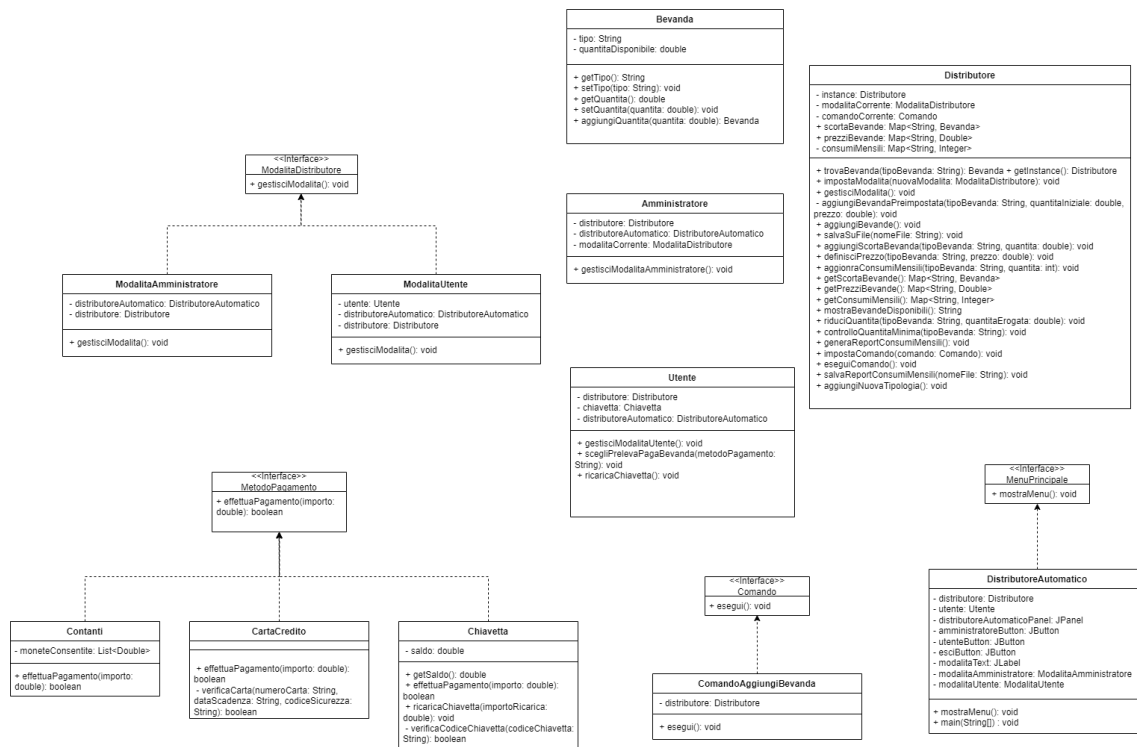 Bevanda
- tipo: String
- quantitaDisponibile: double
+ getTipo(): String
+ setTipo(tipo: String): void
+ getQuantita(): double
+ setQuantita(quantita: double): void
+ aggiungiQuantita(quantita: double): Bevanda
Distributore
- instance: Distributore
- modalitaCorrente: ModalitaDistributore
- comandoCorrente: Comando
+ scortaBevande: Map<String, Bevanda>
+ prezziBevande: Map<String, Double>
- consumiMensili: Map<String, Integer>
+ trovaBevanda(tipoBevanda: String): Bevanda + getInstance(): Distributore
+ impostaModalita(nuovaModalita: ModalitaDistributore): void
+ gestisciModalita(): void
- aggiungiBevandaPreimpostata(tipoBevanda: String, quantitaIniziale: double,
prezzo: double): void
+ aggiungiBevande(): void
+ salvaSuFile(nomeFile: String): void
+ aggiungiScortaBevanda(tipoBevanda: String, quantita: double): void
+ definisciPrezzo(tipoBevanda: String, prezzo: double): void
+ aggionraConsumiMensili(tipoBevanda: String, quantita: int): void
+ getScortaBevande(): Map<String, Bevanda>
+ getPrezziBevande(): Map<String, Double>
+ getConsumiMensili(): Map<String, Integer>
+ mostraBevandeDisponibili(): String
+ riduciQuantita(tipoBevanda: String, quantitaErogata: double): void
+ controlloQuantitaMinima(tipoBevanda: String): void
+ generaReportConsumiMensili(): void
+ impostaComando(comando: Comando): void
+ eseguiComando(): void
+ salvaReportConsumiMensili(nomeFile: String): void
+ aggiungiNuovaTipologia(): void
<<Interface>>
ModalitaDistributore
+ gestisciModalita(): void
Amministratore
- distributore: Distributore
- distributoreAutomatico: DistributoreAutomatico
- modalitaCorrente: ModalitaDistributore
+ gestisciModalitaAmministratore(): void
ModalitaAmministratore
- distributoreAutomatico: DistributoreAutomatico
- distributore: Distributore
+ gestisciModalita(): void
ModalitaUtente
- utente: Utente
- distributoreAutomatico: DistributoreAutomatico
- distributore: Distributore
+ gestisciModalita(): void
Utente
- distributore: Distributore
- chiavetta: Chiavetta
- distributoreAutomatico: DistributoreAutomatico
+ gestisciModalitaUtente(): void
+ scegliPrelevaPagaBevanda(metodoPagamento:
String): void
+ ricaricaChiavetta(): void
<<Interface>>
MetodoPagamento
+ effettuaPagamento(importo:
double): boolean
<<Interface>>
MenuPrincipale
+ mostraMenu(): void
<<Interface>>
Comando
+ esegui(): void
DistributoreAutomatico
- distributore: Distributore
- utente: Utente
- distributoreAutomaticoPanel: JPanel
- amministratoreButton: JButton
- utenteButton: JButton
- esciButton: JButton
- modalitaText: JLabel
- modalitaAmministratore: ModalitaAmministratore
- modalitaUtente: ModalitaUtente
+ mostraMenu(): void
+ main(String[]) : void
Contanti
- moneteConsentite: List<Double>
+ effettuaPagamento(importo:
double): boolean
CartaCredito
+ effettuaPagamento(importo: double):
boolean
- verificaCarta(numeroCarta: String,
dataScadenza: String, codiceSicurezza:
String): boolean
Chiavetta
- saldo: double
+ getSaldo(): double
+ effettuaPagamento(importo: double):
boolean
+ ricaricaChiavetta(importoRicarica:
double): void
- verificaCodiceChiavetta(codiceChiavetta:
String): boolean
ComandoAggiungiBevanda
- distributore: Distributore
+ esegui(): void